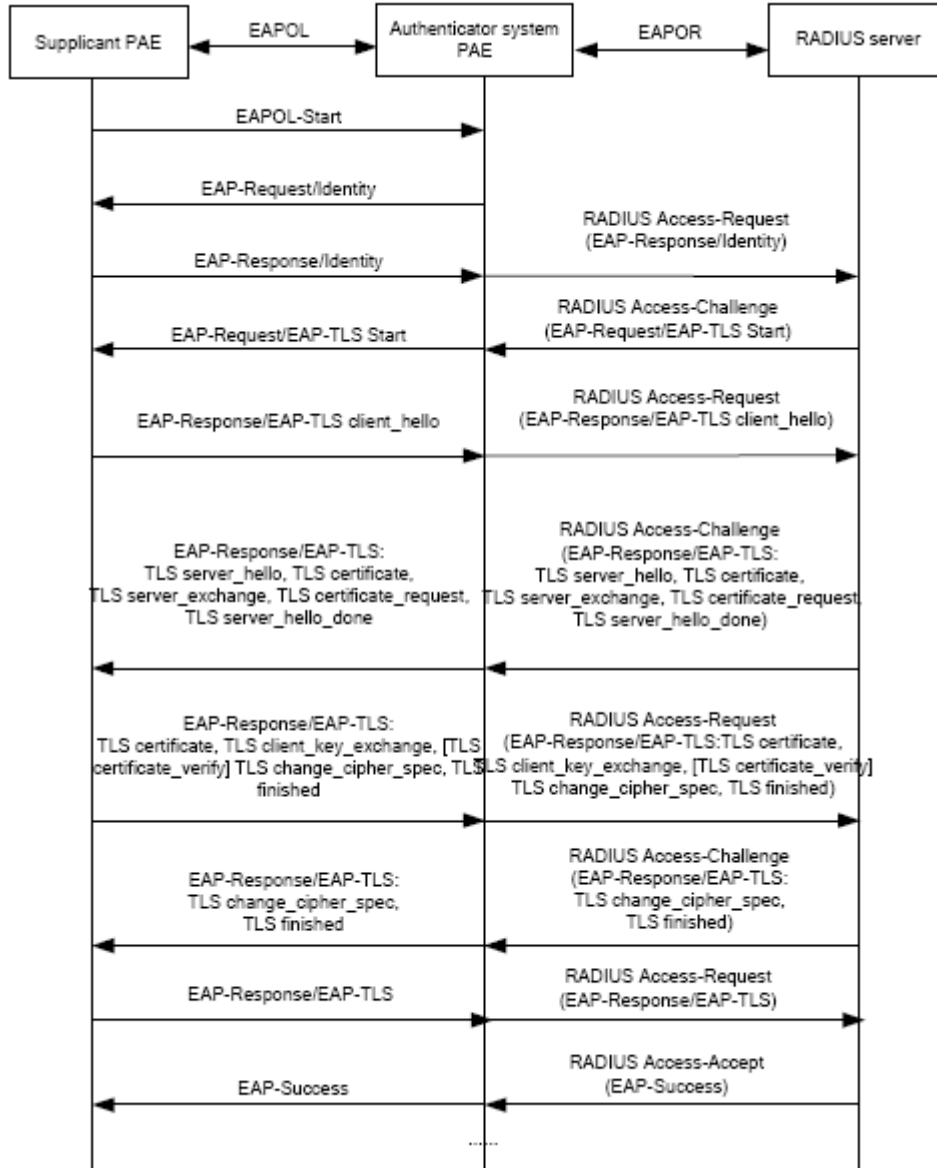 Supplicant PAE
EAPOL
Authenticator system
PAE
EAPOR
RADIUS server
EAPOL-Start
EAP-Request/Identity
RADIUS Access-Request
(EAP-Response/Identity)
EAP-Response/Identity
RADIUS Access-Challenge
(EAP-Request/EAP-TLS Start)
EAP-Request/EAP-TLS Start
RADIUS Access-Request
(EAP-Response/EAP-TLS client_hello)
EAP-Response/EAP-TLS client_hello
EAP-Response/EAP-TLS:
TLS server_hello, TLS certificate,
TLS server_exchange, TLS certificate_request,
TLS server_hello_done
RADIUS Access-Challenge
(EAP-Response/EAP-TLS:
TLS server_hello, TLS certificate,
TLS server_exchange, TLS certificate_request,
TLS server_hello_done)
EAP-Response/EAP-TLS:
TLS certificate, TLS client_key_exchange, [TLS
certificate_verify] TLS change_cipher_spec, TLS
finished
RADIUS Access-Request
(EAP-Response/EAP-TLS:TLS certificate,
TLS client_key_exchange, [TLS certificate_verify]
TLS change_cipher_spec, TLS finished)
EAP-Response/EAP-TLS:
TLS change_cipher_spec,
TLS finished
RADIUS Access-Challenge
(EAP-Response/EAP-TLS:
TLS change_cipher_spec,
TLS finished)
EAP-Response/EAP-TLS
RADIUS Access-Request
(EAP-Response/EAP-TLS)
RADIUS Access-Accept
(EAP-Success)
EAP-Success
......